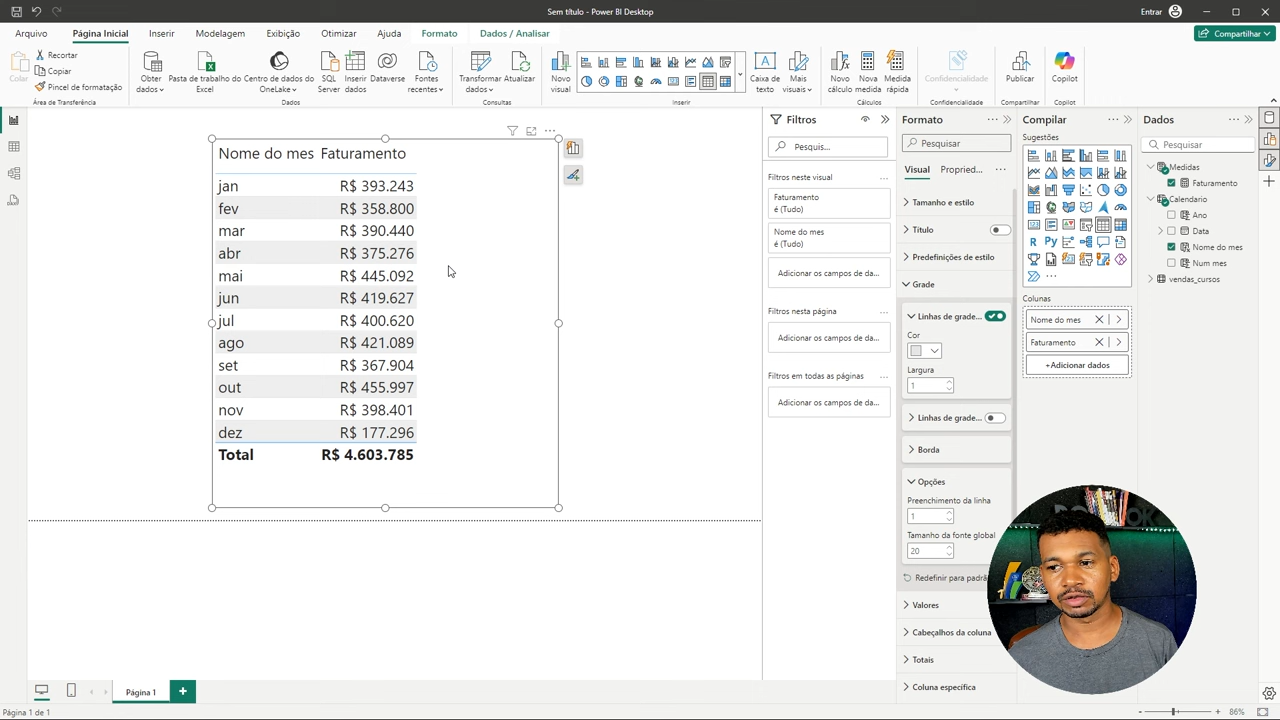 Sem título - Power BI Desktop
Entrar
Arquivo
Página Inicial
Inserir
Modelagem
Exibição
Otimizar
Ajuda
Formato
Dados / Analisar
Compartilhar
Colar
Recortar
Copiar
Pincel de formatação
Área de Transferência
Obter dados
Pasta de trabalho do Excel
Centro de dados do OneLake
SQL Server
Inserir dados
Dataverse
Fontes recentes
Dados
Transformar dados
Atualizar
Consultas
Novo visual
Caixa de texto
Mais visuais
Inserir
Novo cálculo
Nova medida
Medida rápida
Cálculos
Confidencialidade
Confidencialidade
Publicar
Compartilhar
Copilot
Copilot
Nome do mes Faturamento
jan R$ 393.243
fev R$ 358.800
mar R$ 390.440
abr R$ 375.276
mai R$ 445.092
jun R$ 419.627
jul R$ 400.620
ago R$ 421.089
set R$ 367.904
out R$ 455.997
nov R$ 398.401
dez R$ 177.296
Total R$ 4.603.785
Filtros
Pesquis...
Filtros neste visual
Faturamento
é (Tudo)
Nome do mes
é (Tudo)
Adicionar os campos de da...
Filtros nesta página
Adicionar os campos de da...
Filtros em todas as páginas
Adicionar os campos de da...
Formato
Pesquisar
Visual
Propried...
Tamanho e estilo
Título
Predefinições de estilo
Grade
Linhas de grade...
Cor
Largura
1
Linhas de grade...
Borda
Opções
Preenchimento da linha
1
Tamanho da fonte global
20
Redefinir para padrã
Valores
Cabeçalhos da coluna
Totais
Coluna específica
Compilar
Sugestões
R
Py
Colunas
Nome do mes
Faturamento
+Adicionar dados
Dados
Pesquisar
Medidas
Faturamento
Calendario
Ano
Data
Nome do mes
Num mes
vendas_cursos
Página 1
Página 1 de 1
86%